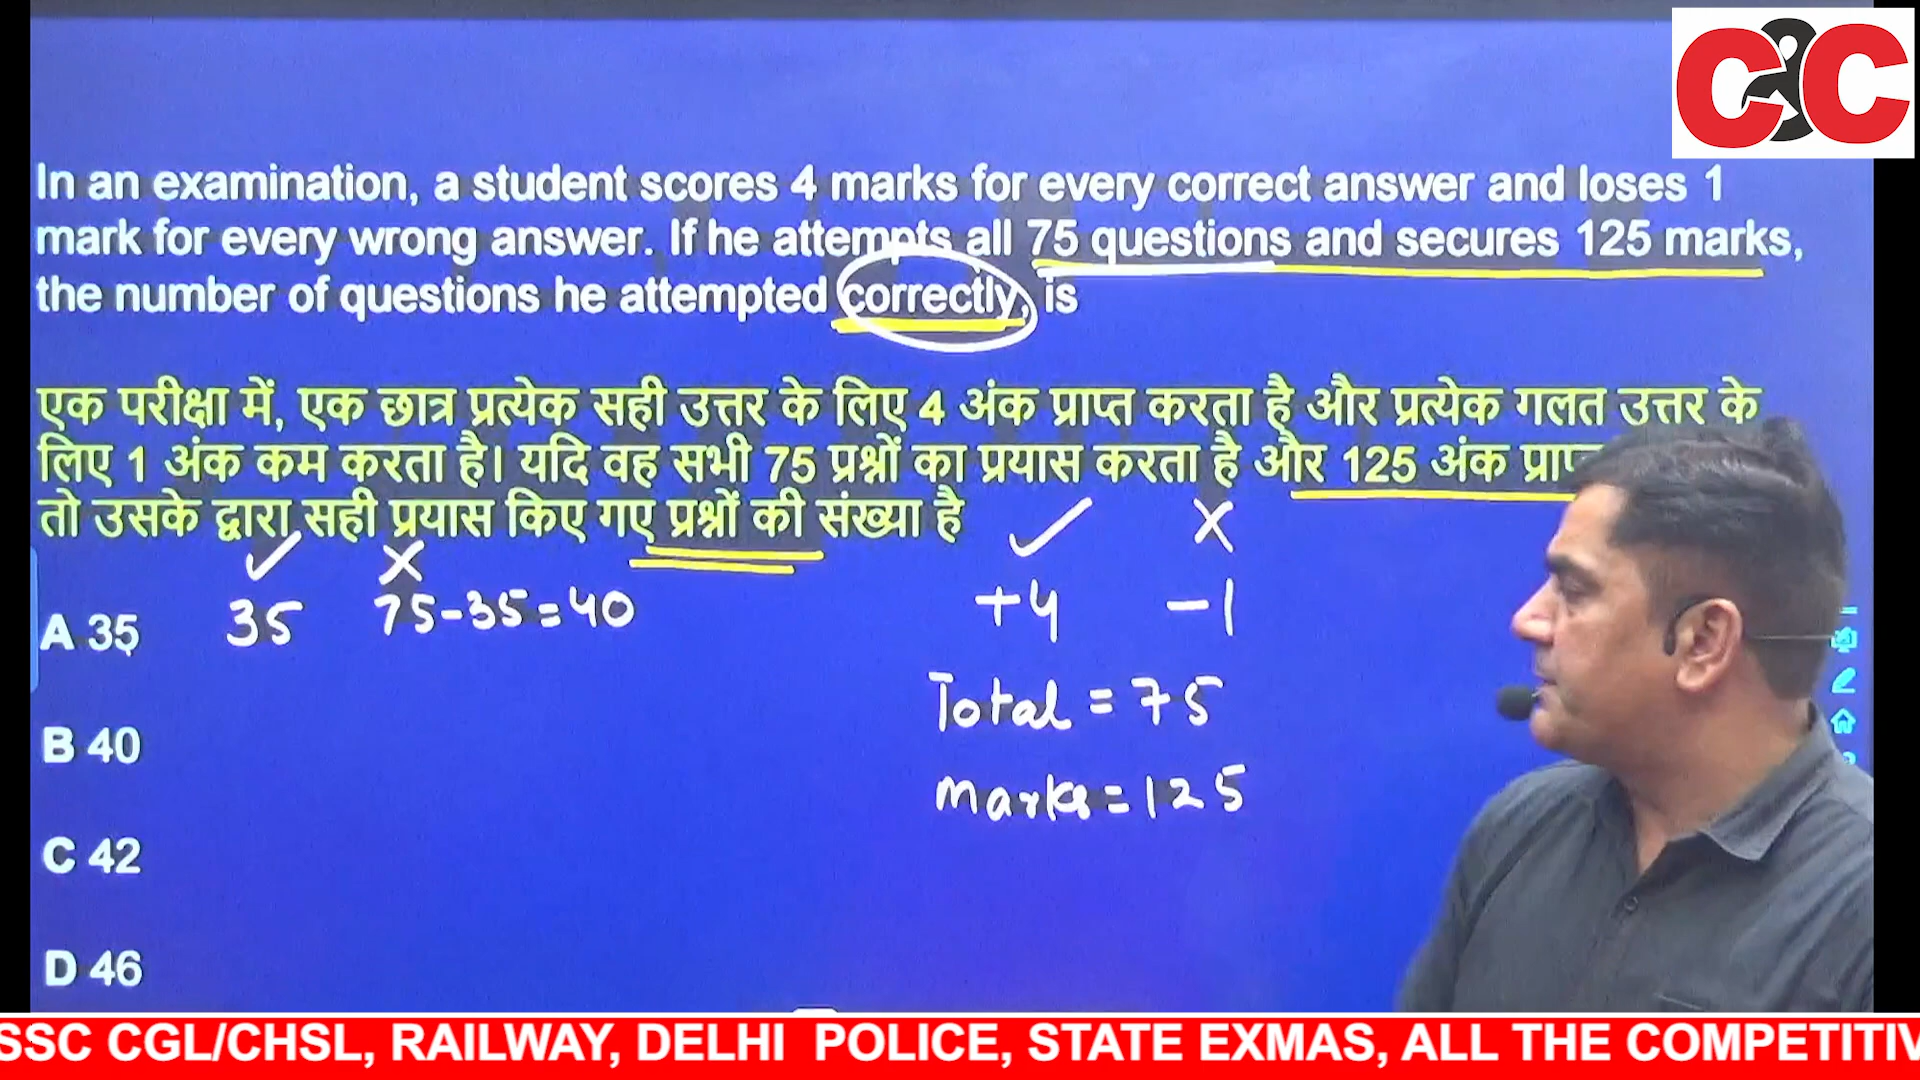 CC
In an examination, a student scores 4 marks for every correct answer and loses 1
mark for every wrong answer. If he attempts all 75 questions and secures 125 marks,
the number of questions he attempted correctly, is
एक परीक्षा में, एक छात्र प्रत्येक सही उत्तर के लिए 4 अंक प्राप्त करता है और प्रत्येक गलत उत्तर के
लिए 1 अंक कम करता है। यदि वह सभी 75 प्रश्नों का प्रयास करता है और 125 अंक
तो उसके द्वारा सही प्रयास किए गए प्रश्नों की संख्या है
✓ X
+4 -1
✓ X
A 35 35 75-35=40
Total = 75
B 40
Marks = 125
C 42
D 46
SSC CGL/CHSL, RAILWAY, DELHI POLICE, STATE EXMAS, ALL THE COMPETITIV